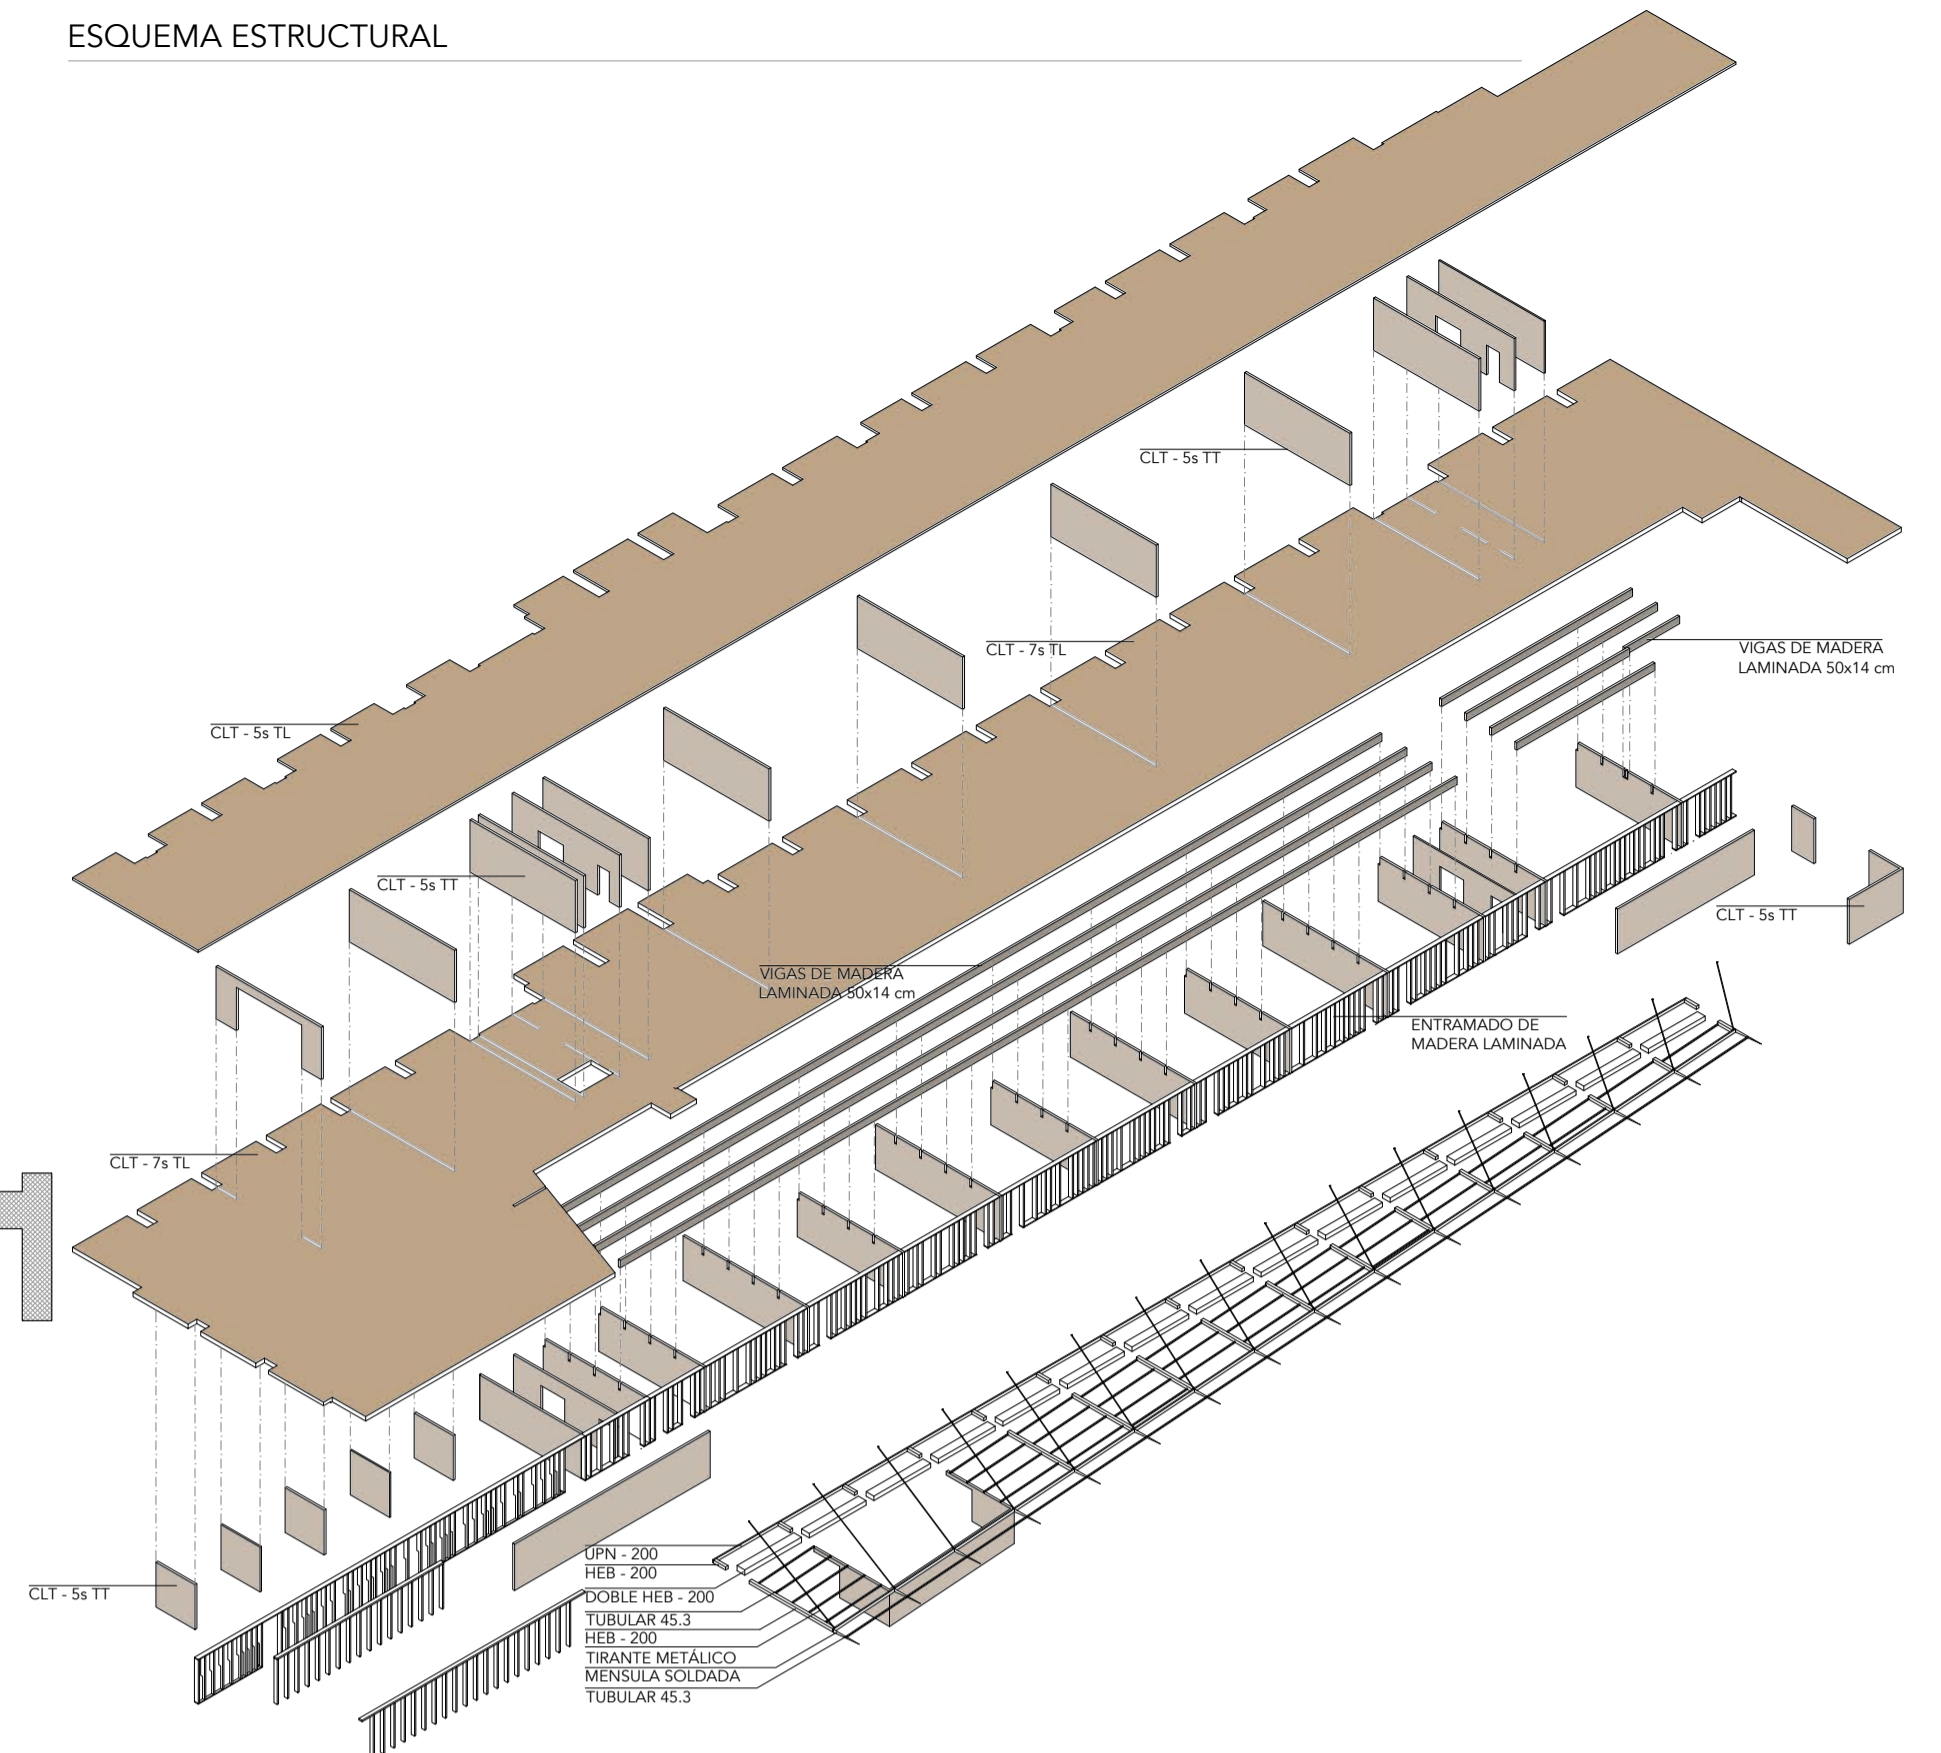 ESQUEMA ESTRUCTURAL
CLT - 5s TT
CLT - 7s TL
VIGAS DE MADERA
LAMINADA 50x14 cm
CLT - 5s TL
CLT - 5s TT
CLT - 5s TT
VIGAS DE MADERA
LAMINADA 50x14 cm
ENTRAMADO DE
MADERA LAMINADA
CLT - 7s TL
UPN - 200
HEB - 200
CLT - 5s TT
DOBLE HEB - 200
TUBULAR 45.3
HEB - 200
TIRANTE METÁLICO
MENSULA SOLDADA
TUBULAR 45.3